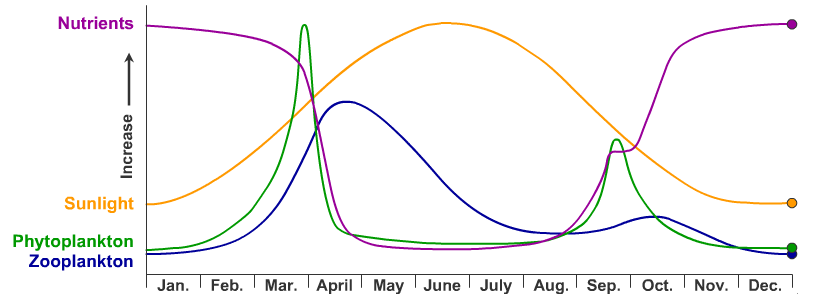 Nutrients
Increase
Sunlight
Phytoplankton
Zooplankton
Jan. Feb. Mar. April May June July Aug. Sep. Oct. Nov. Dec.